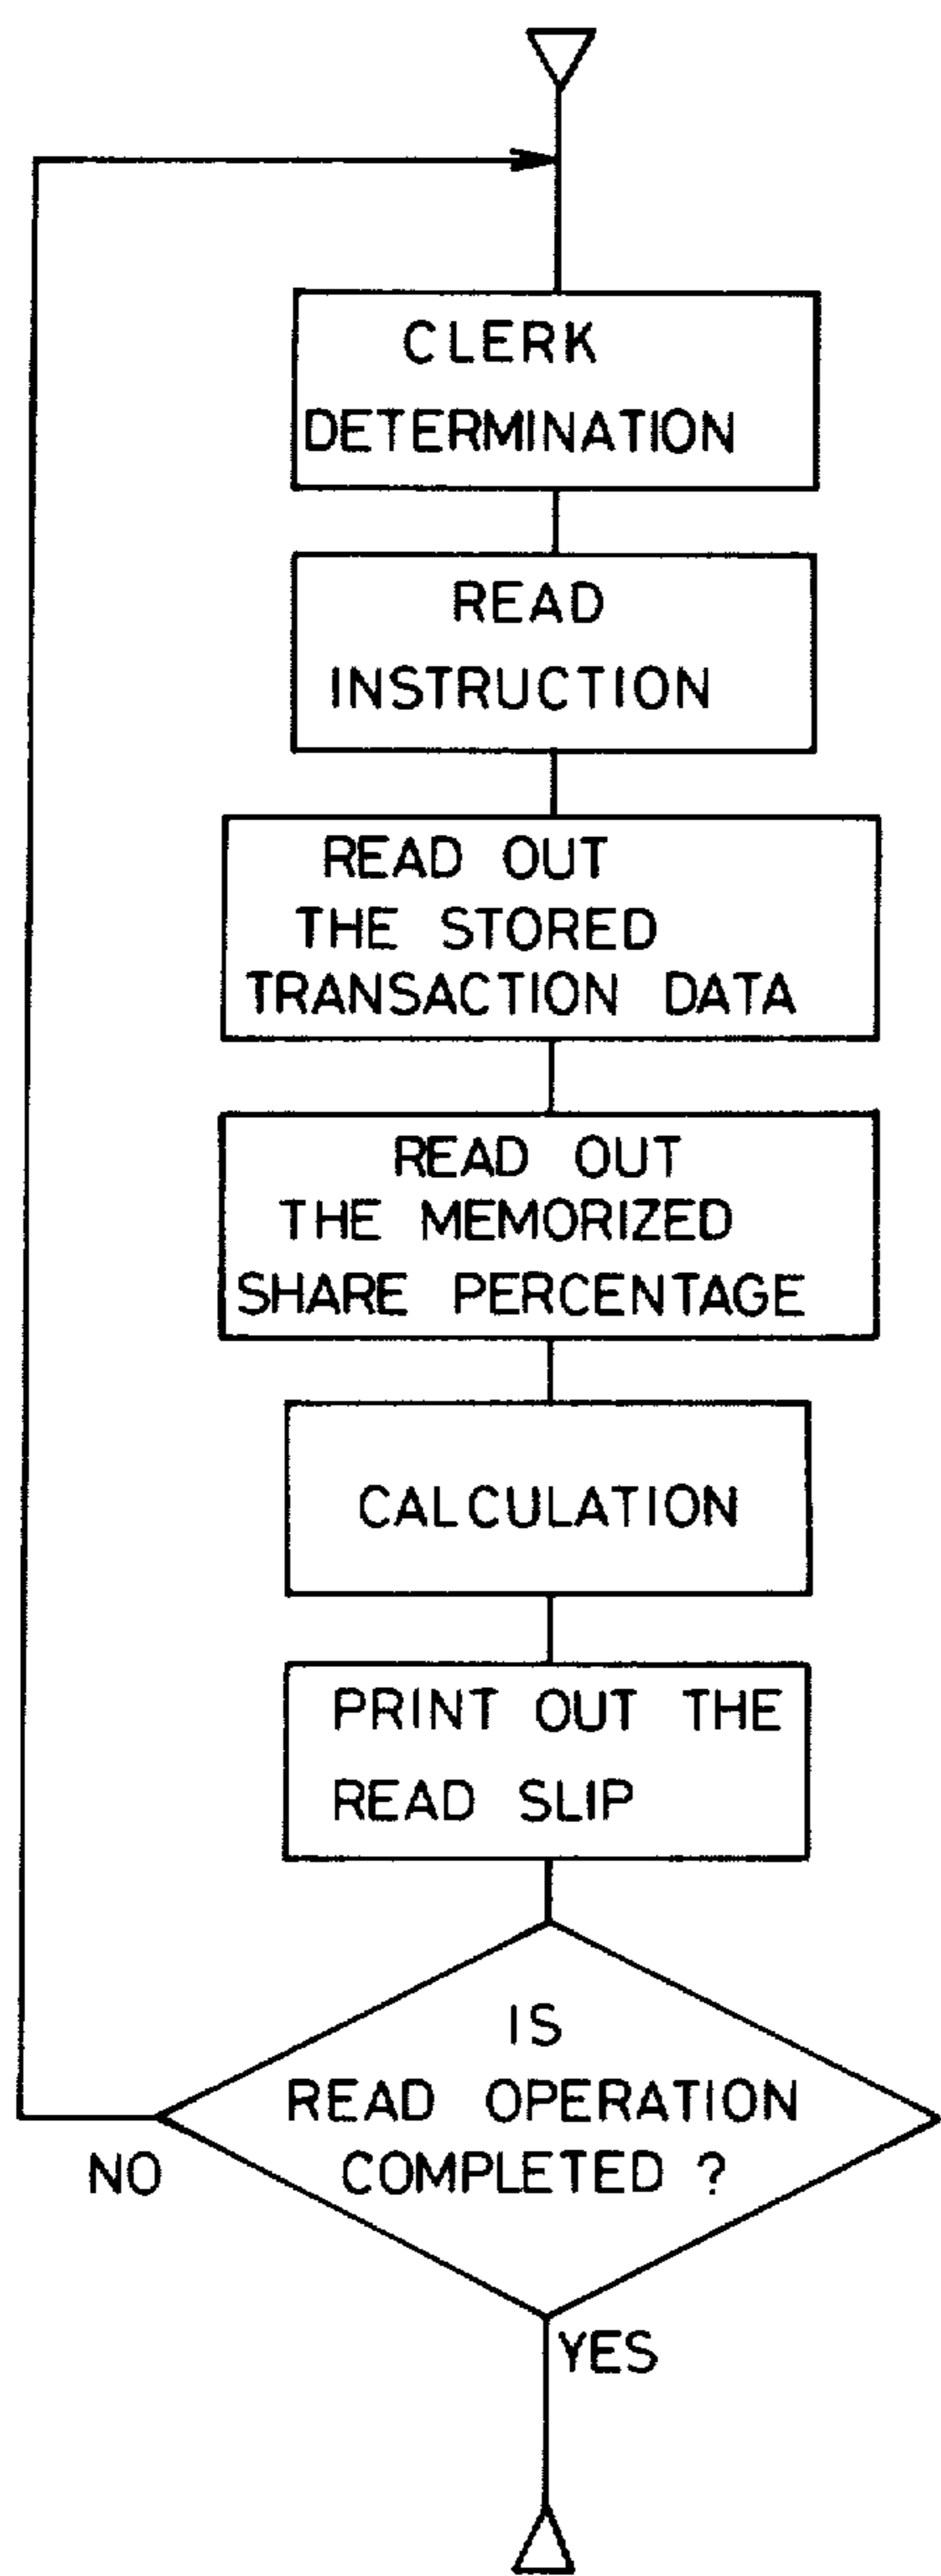 CLERK
DETERMINATION
READ
INSTRUCTION
READ OUT
THE STORED
TRANSACTION DATA
READ OUT
THE MEMORIZED
SHARE PERCENTAGE
CALCULATION
PRINT OUT THE
READ SLIP
IS
READ OPERATION
COMPLETED ?
NO
YES